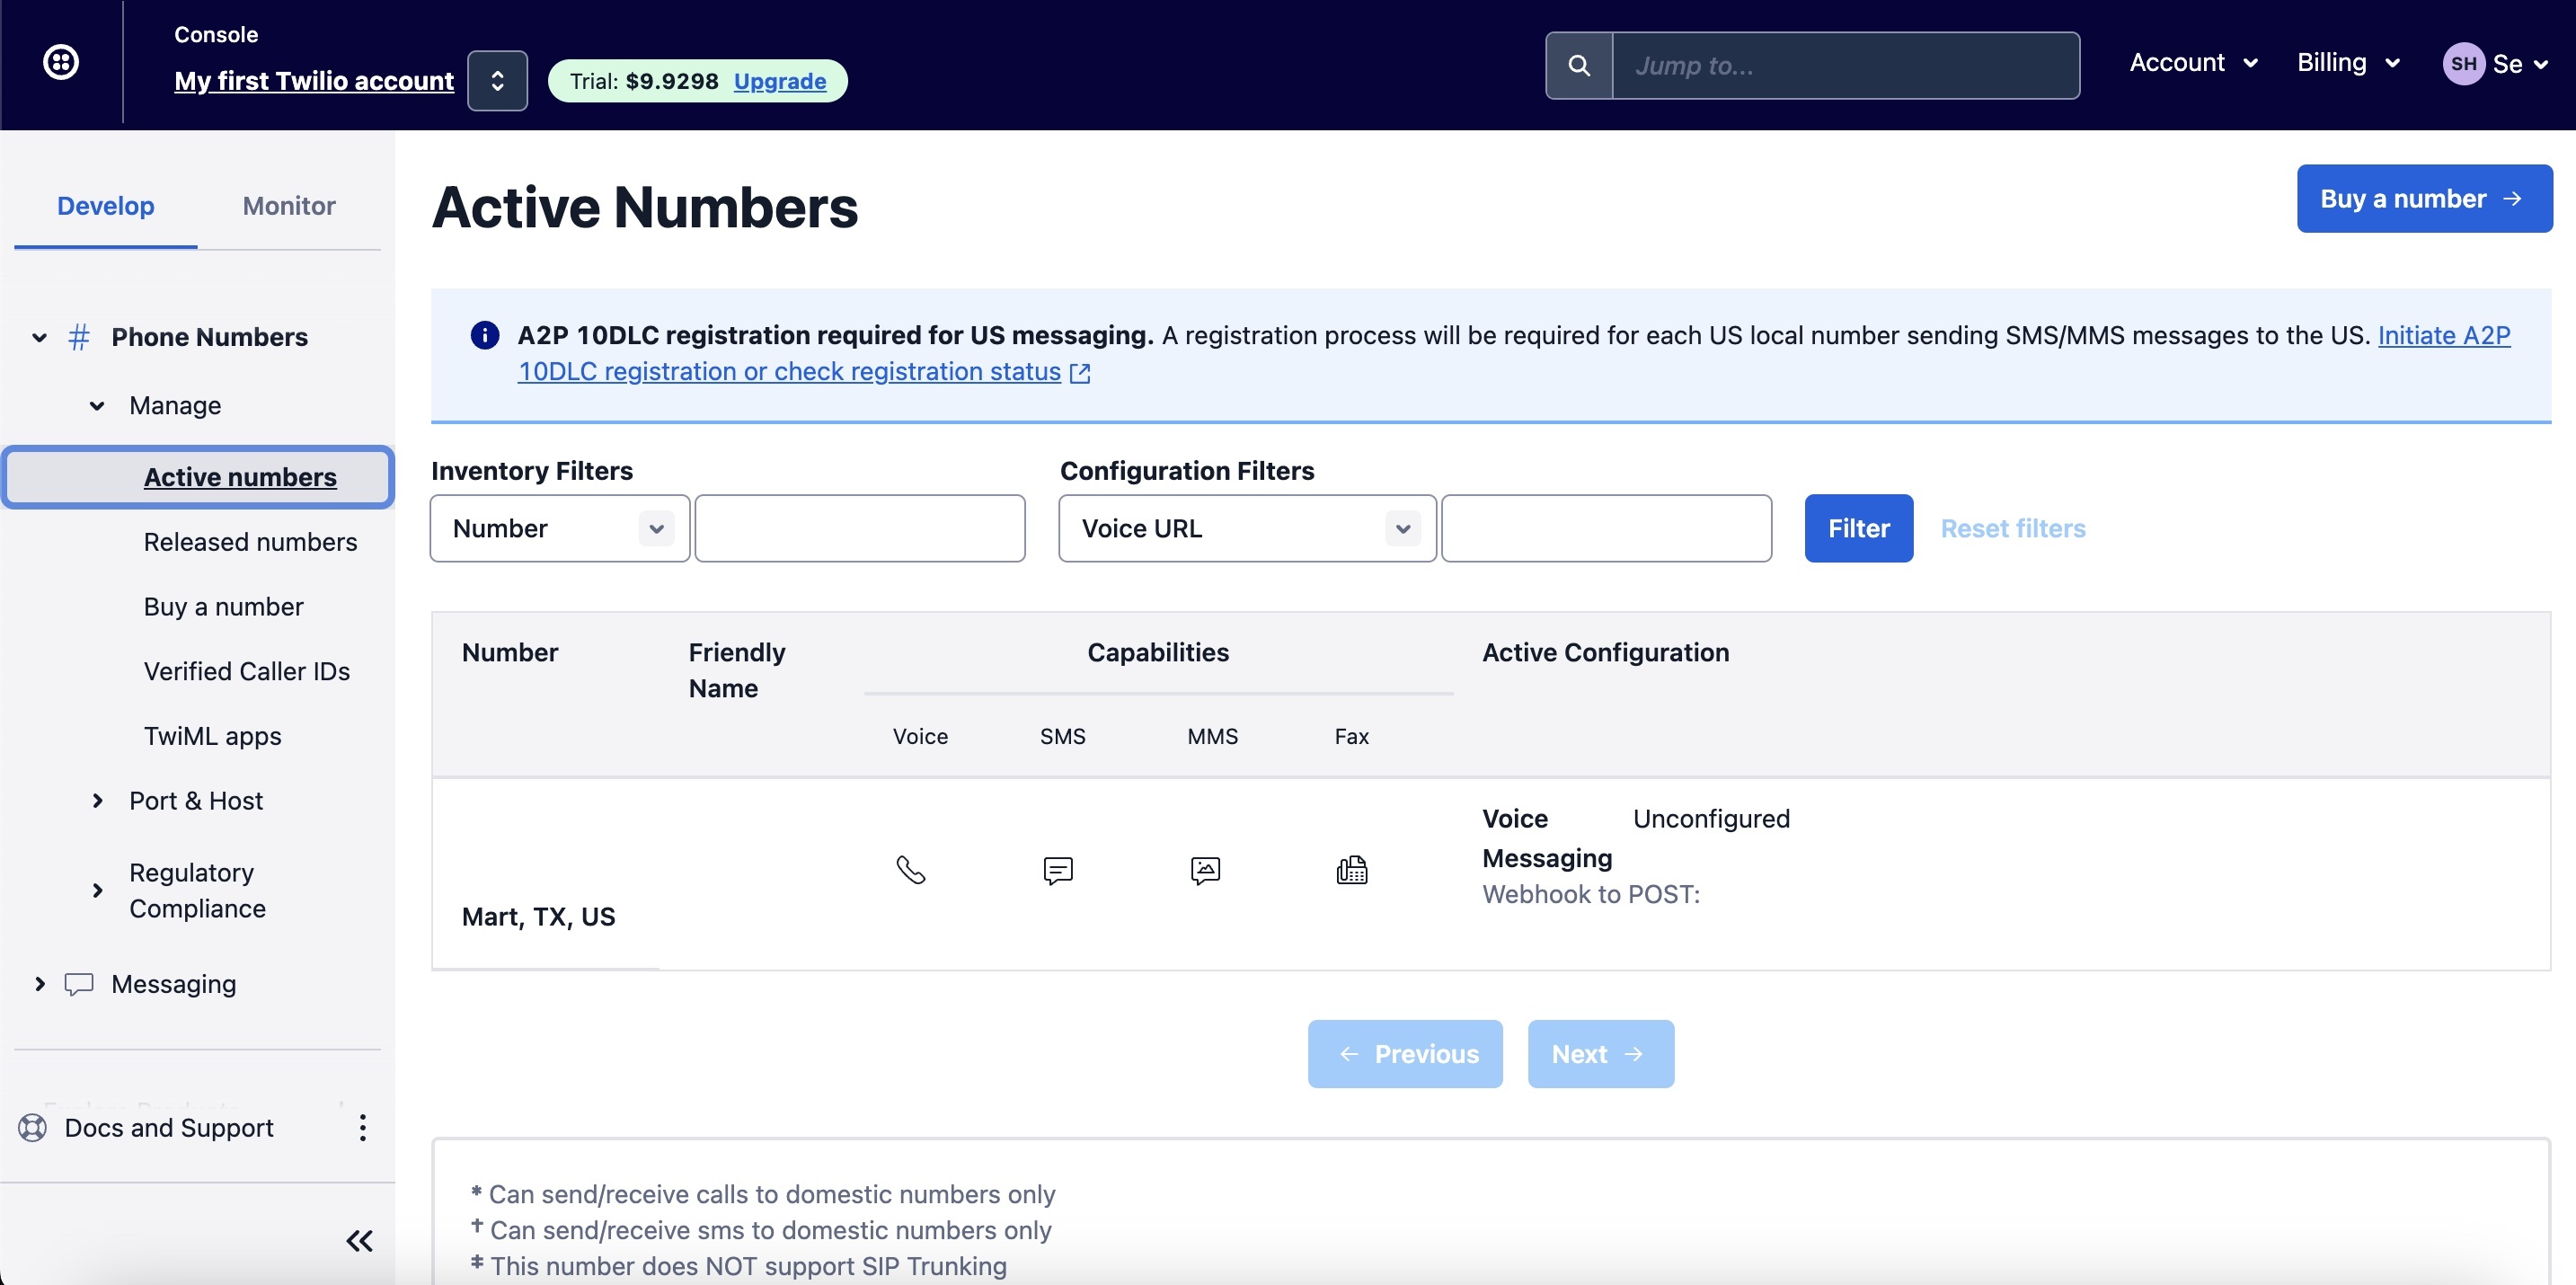 Console
My first Twilio account
Trial: $9.9298 Upgrade
Jump to...
Account
Billing
SH Se
Develop
Monitor
# Phone Numbers
Manage
Active numbers
Released numbers
Buy a number
Verified Caller IDs
TwiML apps
Port & Host
Regulatory
Compliance
Messaging
Docs and Support
Active Numbers
Buy a number →
A2P 10DLC registration required for US messaging. A registration process will be required for each US local number sending SMS/MMS messages to the US. Initiate A2P
10DLC registration or check registration status
Inventory Filters
Configuration Filters
Number
Voice URL
Filter
Reset filters
Number
Friendly
Name
Capabilities
Active Configuration
Voice
SMS
MMS
Fax
Mart, TX, US
Voice Unconfigured
Messaging
Webhook to POST:
← Previous
Next →
* Can send/receive calls to domestic numbers only
† Can send/receive sms to domestic numbers only
‡ This number does NOT support SIP Trunking